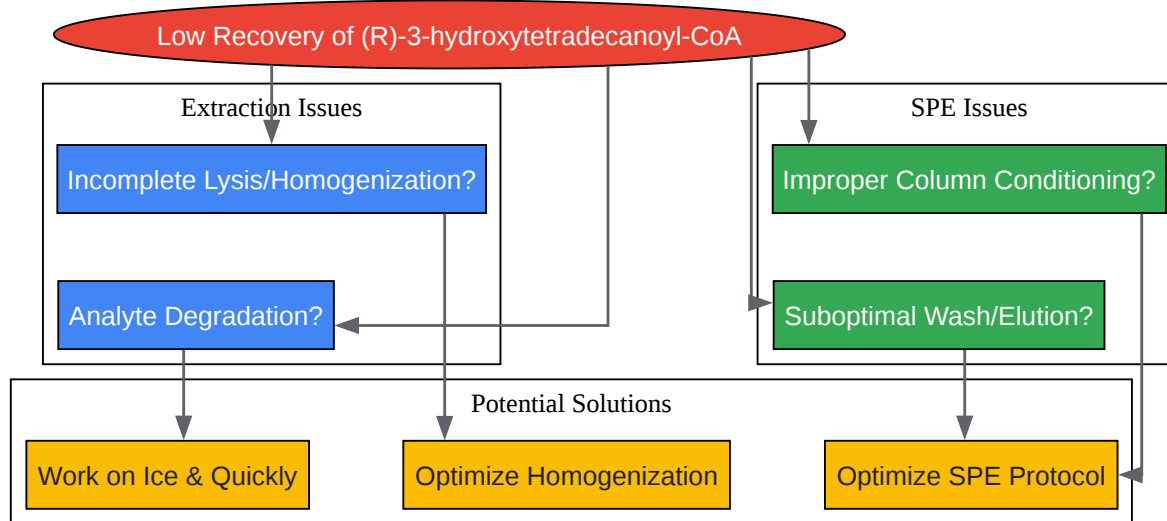 Low Recovery of (R)-3-hydroxytetradecanoyl-CoA
Extraction Issues
SPE Issues
Incomplete Lysis/Homogenization?
Improper Column Conditioning?
Analyte Degradation?
Suboptimal Wash/Elution?
Potential Solutions
Work on Ice & Quickly
Optimize Homogenization
Optimize SPE Protocol